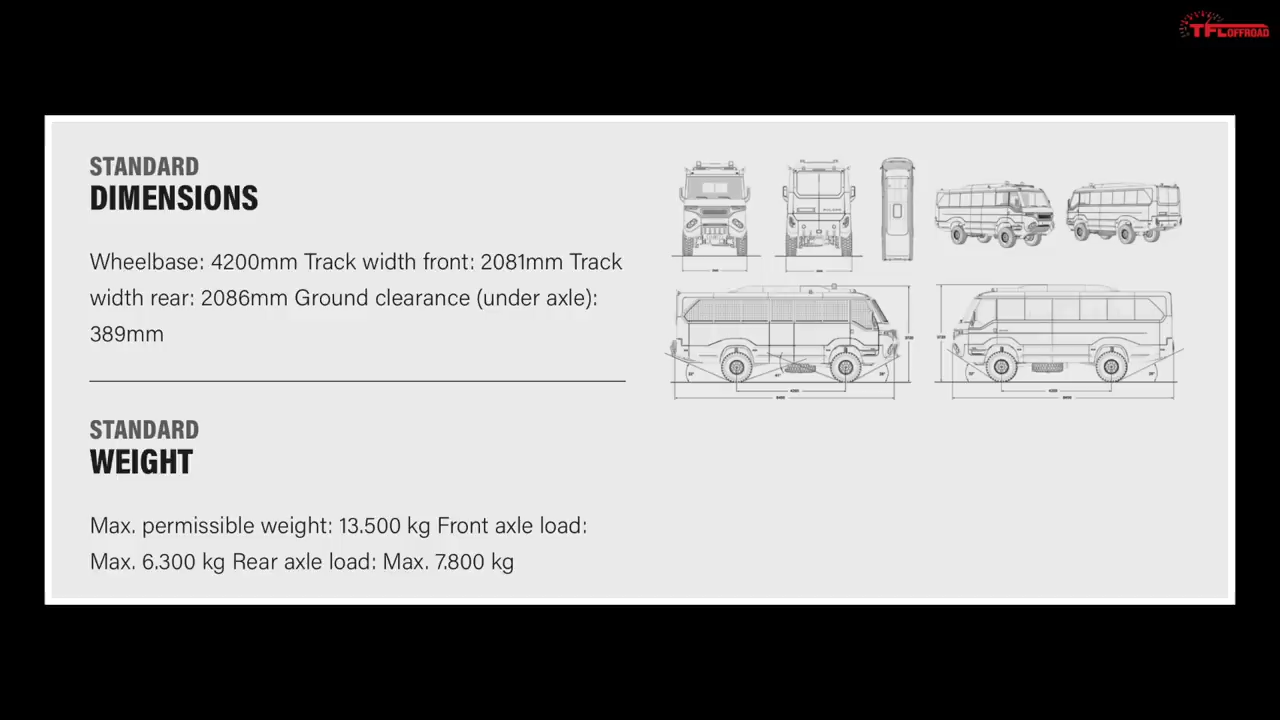 TFLOFFROAD
STANDARD
DIMENSIONS
Wheelbase: 4200mm Track width front: 2081mm Track
width rear: 2086mm Ground clearance (under axle):
389mm
STANDARD
WEIGHT
Max. permissible weight: 13.500 kg Front axle load:
Max. 6.300 kg Rear axle load: Max. 7.800 kg